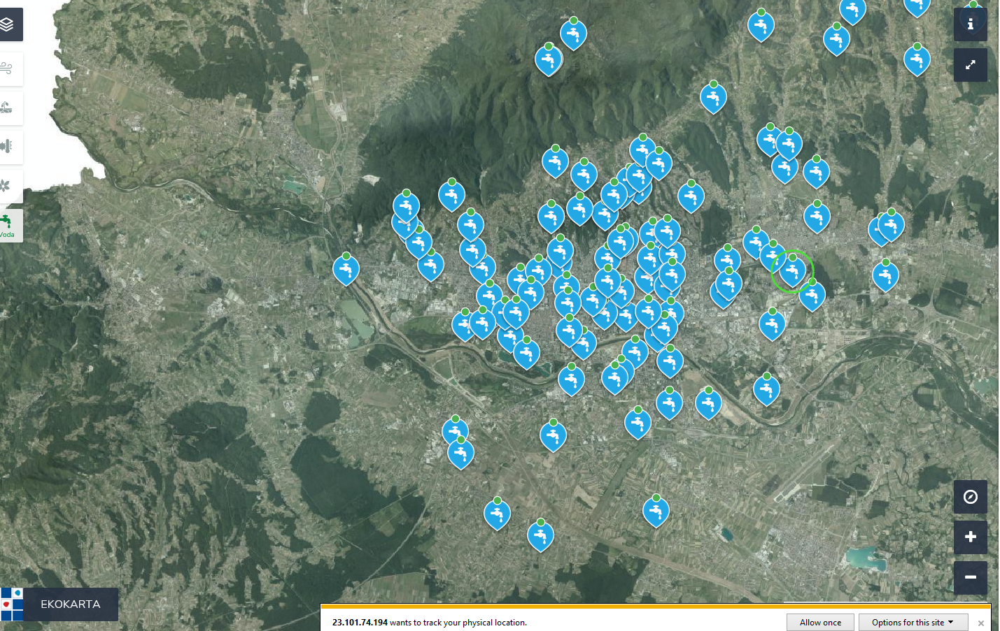 Voda
EKOKARTA
23.101.74.194 wants to track your physical location.
Allow once
Options for this site